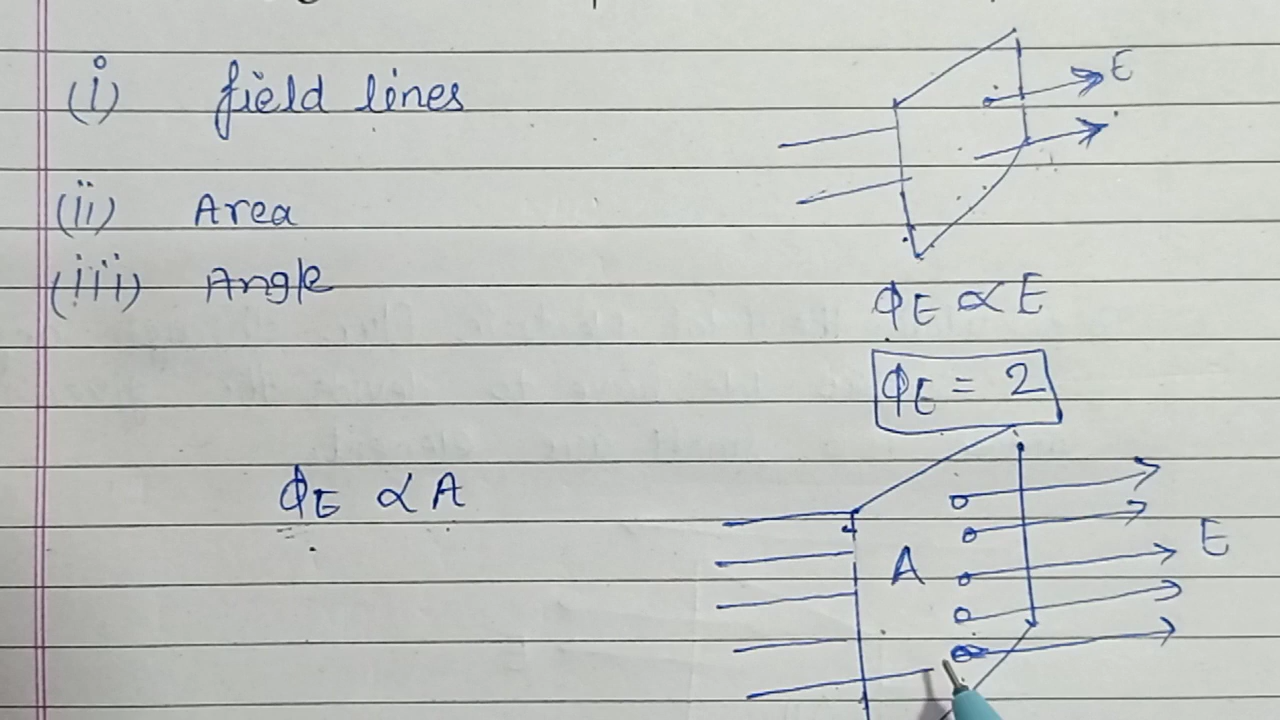 (i) field lines
E
(ii) Area
(iii) Angle
ΦE ∝ E
ΦE = 2
ΦE ∝ A
A
E